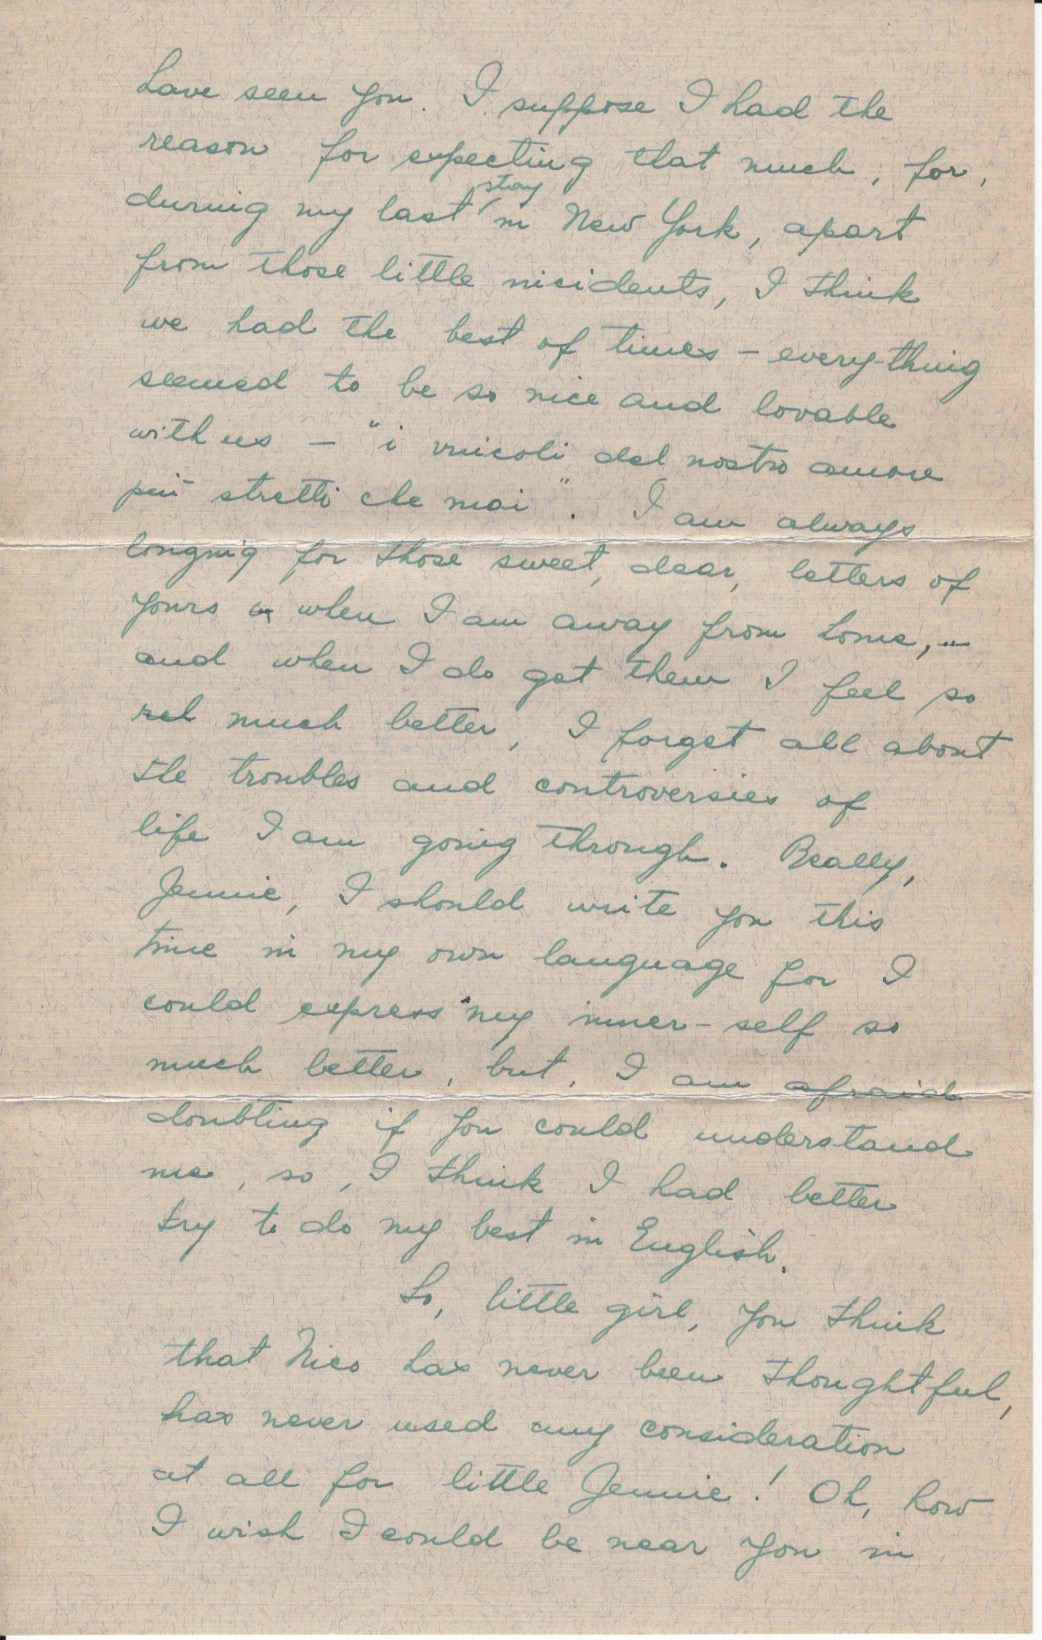 have seen you. I suppose I had the
reason for expecting that much, for,
during my last stay in New York, apart
from those little incidents, I think
we had the best of times – everything
seemed to be so nice and lovable
with us – "i vincoli del nostro amore
più stretti che mai". I am always
longing for those sweet, dear, letters of
yours when I am away from home, –
and when I do get them I feel so
much better, I forget all about
the troubles and controversies of
life I am going through. Really,
Jennie, I should write you this
time in my own language for I
could express my inner-self so
much better, but, I am afraid
doubting if you could understand
me, so, I think I had better
try to do my best in English.
So, little girl, you think
that Nico has never been thoughtful,
has never used any consideration
at all for little Jennie! Oh, how
I wish I could be near you in